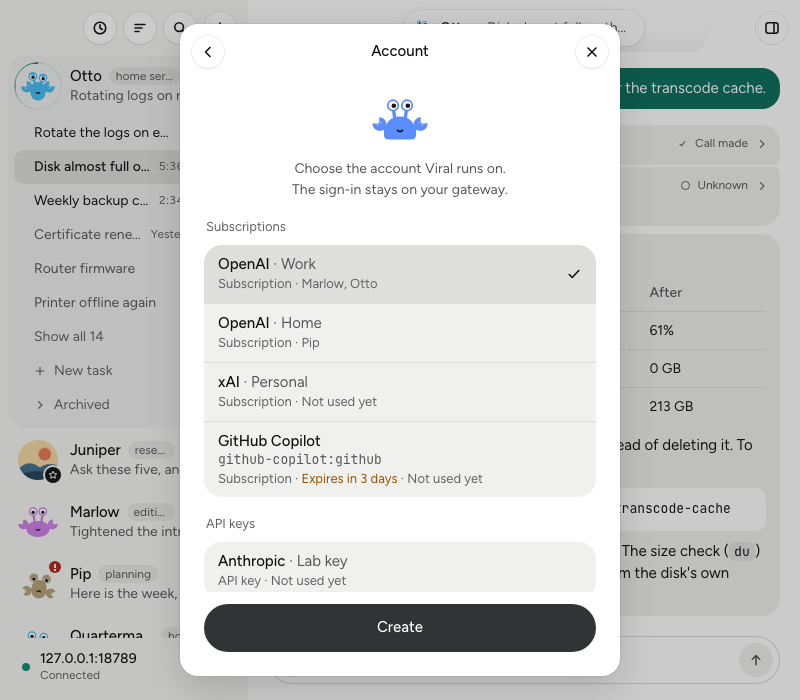 Account
Choose the account Viral runs on.
The sign-in stays on your gateway.
Subscriptions
OpenAI · Work
Subscription · Marlow, Otto
OpenAI · Home
Subscription · Pip
xAI · Personal
Subscription · Not used yet
GitHub Copilot
github-copilot:github
Subscription · Expires in 3 days · Not used yet
API keys
Anthropic · Lab key
API key · Not used yet
Create
Otto home ser...
Rotating logs on
Rotate the logs on e...
Disk almost full o... 5:36
Weekly backup c... 2:34
Certificate rene... Yeste
Router firmware
Printer offline again
Show all 14
New task
Archived
Juniper rese...
Ask these five, an
Marlow editi...
Tightened the intr
Pip planning
Here is the week,
Quarterma
127.0.0.1:18789
Connected
the transcode cache.
Call made
Unknown
After
61%
0 GB
213 GB
ead of deleting it. To
transcode-cache
The size check (du)
m the disk's own